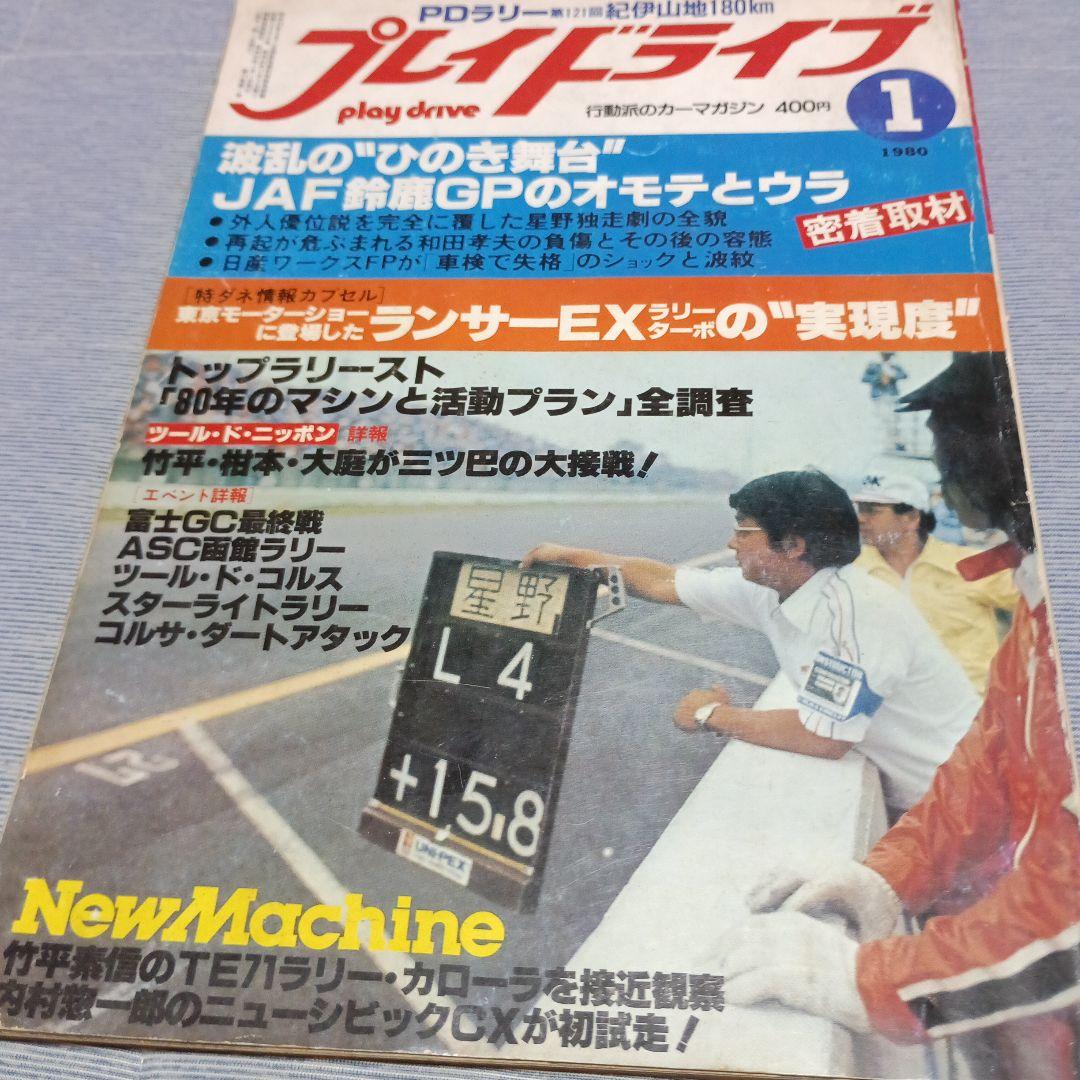 PDラリー第121回紀伊山地180km
プレイドライブ
play drive
行動派のカーマガジン 400円
1
1980
波乱の"ひのき舞台"
JAF鈴鹿GPのオモテとウラ
●外人優位説を完全に覆した星野独走劇の全貌
●再起が危ぶまれる和田孝夫の負傷とその後の容態
●日産ワークスFPが「車検で失格」のショックと波紋
密着取材
[特ダネ情報カプセル]
東京モーターショーに登場したランサーEXラリーターボの"実現度"
トップラリースト
「80年のマシンと活動プラン」全調査
ツール・ド・ニッポン 詳報
竹平・柑本・大庭が三ツ巴の大接戦!
[エベント詳報]
富士GC最終戦
ASC函館ラリー
ツール・ド・コルス
スターライトラリー
コルサ・ダートアタック
星野
L 4
+1,5.8
UNI-PEX
NewMachine
竹平素信のTE71ラリー・カローラを接近観察
内村惣一郎のニューシビックCXが初試走!